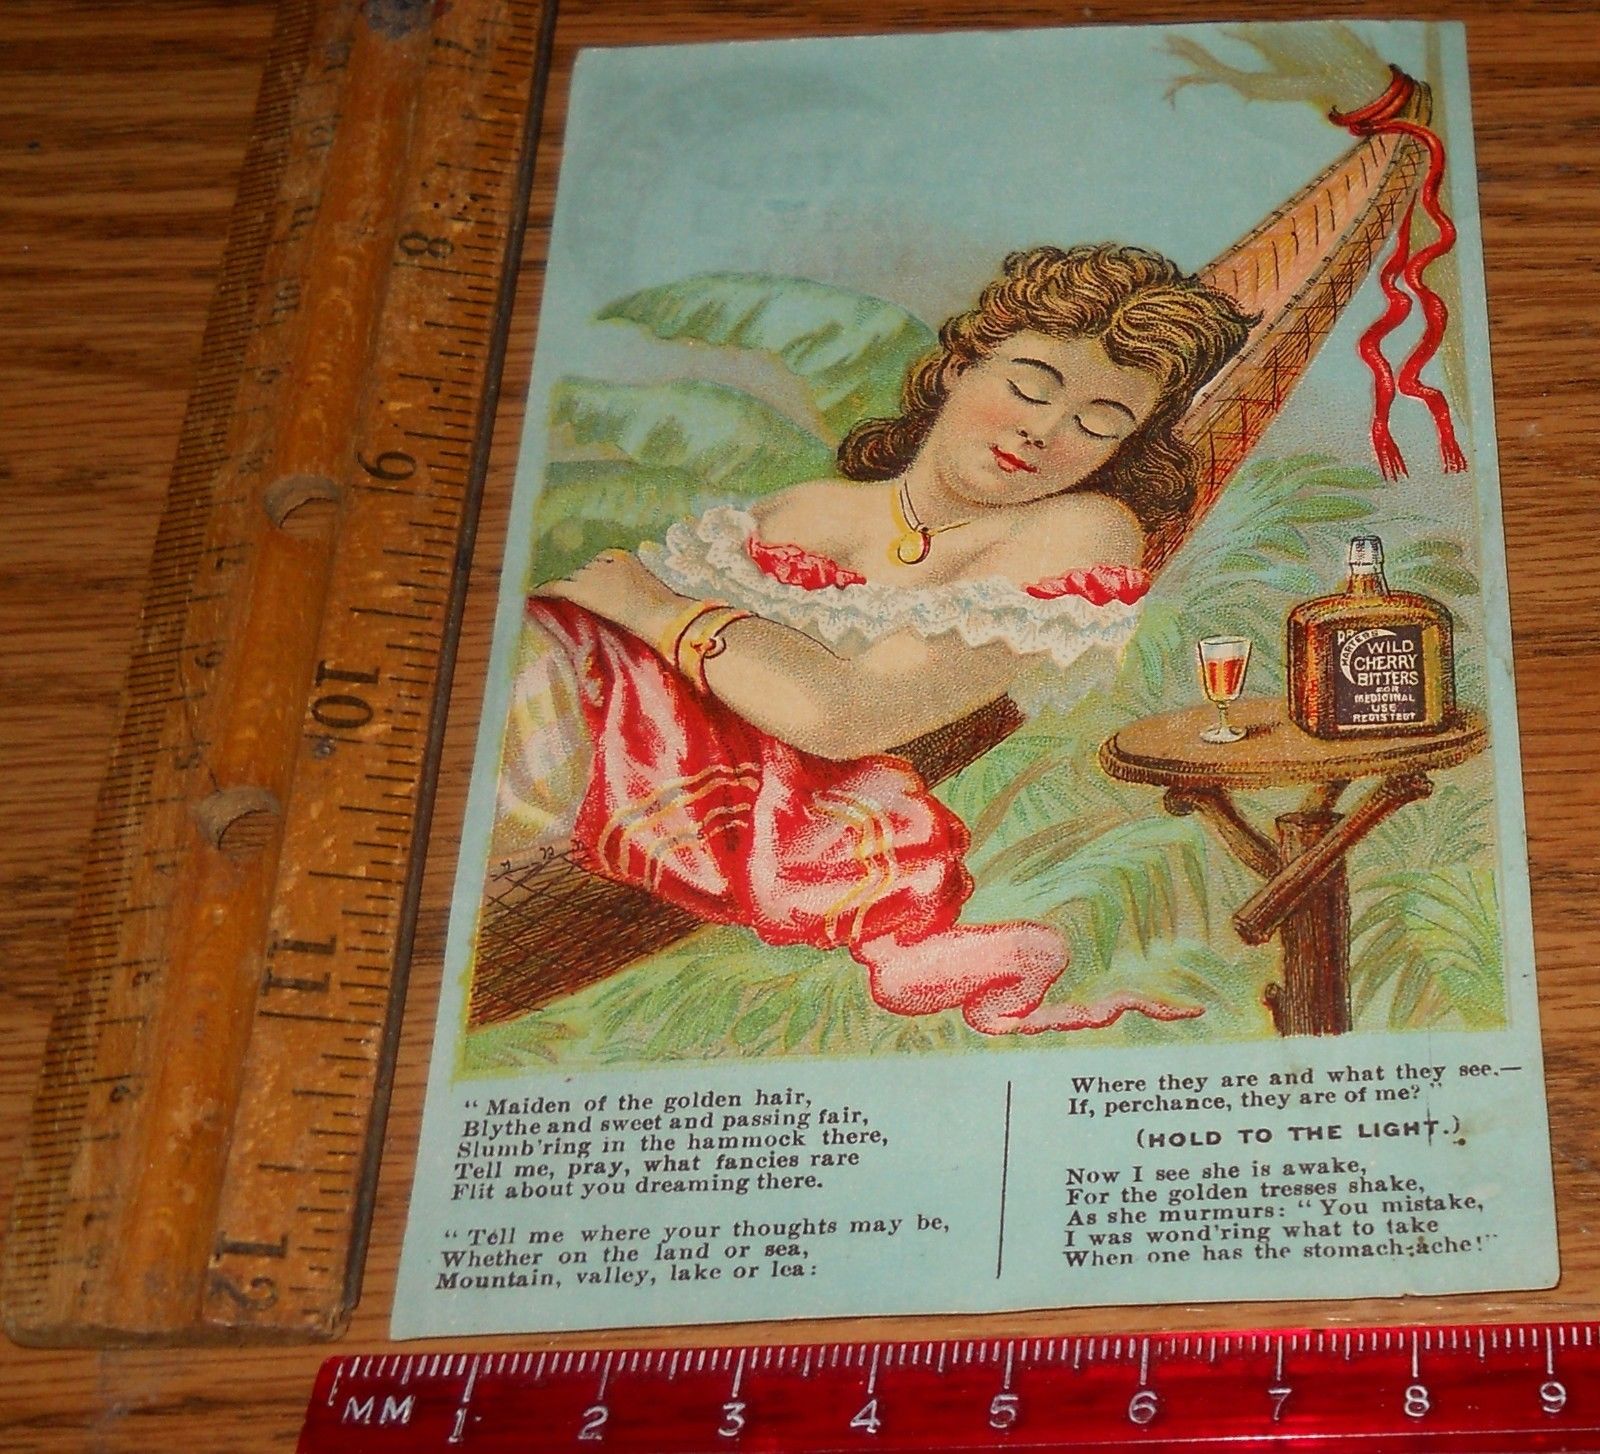 7
8
9
10
11
12
DR.
HARTERS
WILD
CHERRY
BITTERS
FOR
MEDICINAL
USE
" Maiden of the golden hair,
Blythe and sweet and passing fair,
Slumb'ring in the hammock there,
Tell me, pray, what fancies rare
Flit about you dreaming there.
" Tell me where your thoughts may be,
Whether on the land or sea,
Mountain, valley, lake or lea:
Where they are and what they see.—
If, perchance, they are of me? "
(HOLD TO THE LIGHT.)
Now I see she is awake,
For the golden tresses shake,
As she murmurs: " You mistake,
I was wond'ring what to take
When one has the stomach-ache!"
MM 1 2 3 4 5 6 7 8 9